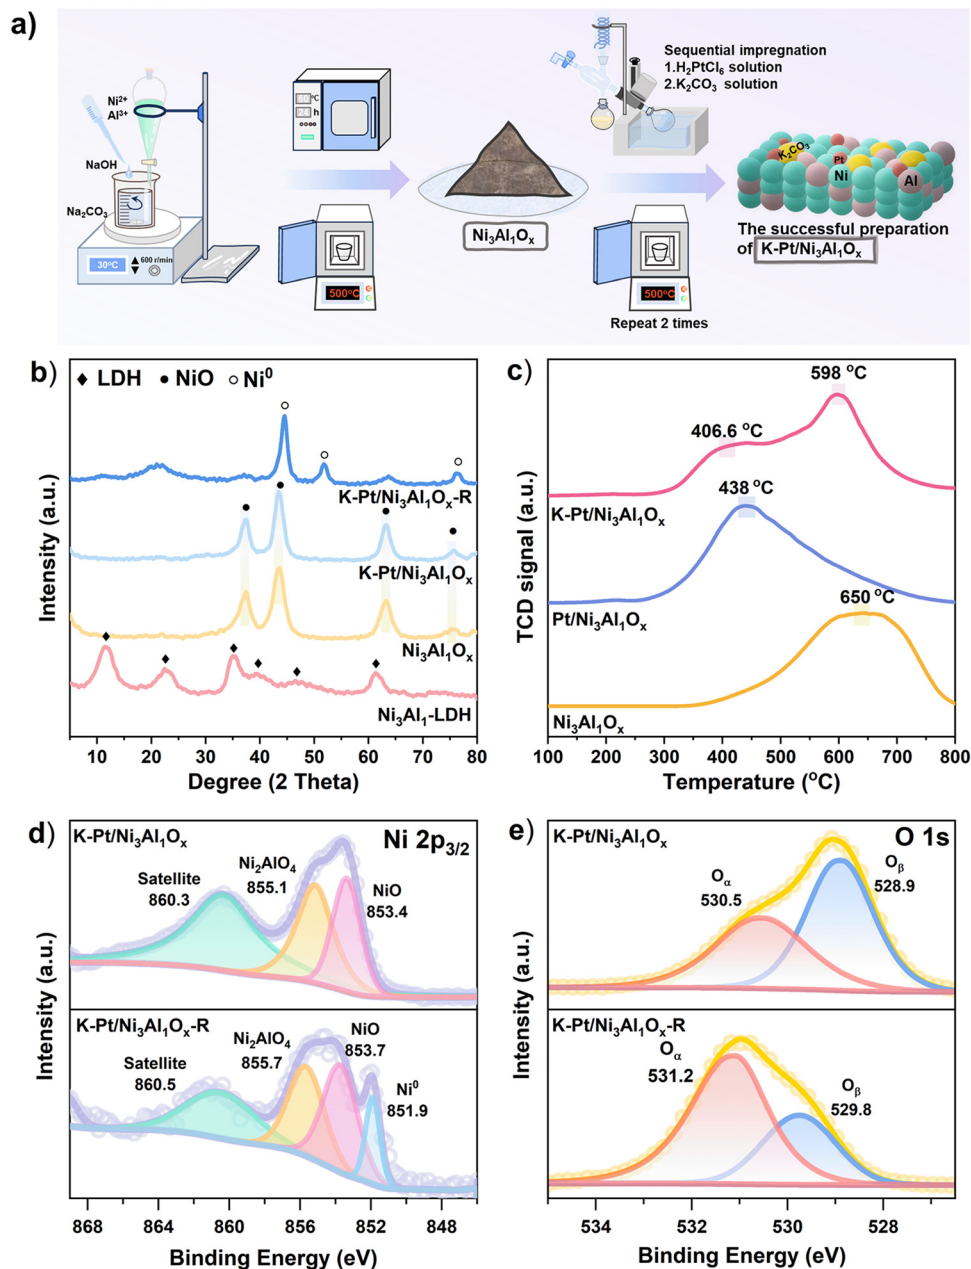 a)
Ni²⁺
Al³⁺
NaOH
Na₂CO₃
30°C
600 r/min
°C
h
500°C
Ni₃Al₁Oₓ
Sequential impregnation
1.H₂PtCl₆ solution
2.K₂CO₃ solution
500°C
Repeat 2 times
K₂CO₃
Pt
Ni
Al
The successful preparation
of K-Pt/Ni₃Al₁Oₓ
b)
LDH
NiO
Ni⁰
K-Pt/Ni₃Al₁Oₓ-R
K-Pt/Ni₃Al₁Oₓ
Ni₃Al₁Oₓ
Ni₃Al₁-LDH
Intensity (a.u.)
10 20 30 40 50 60 70 80
Degree (2 Theta)
c)
598 °C
406.6 °C
K-Pt/Ni₃Al₁Oₓ
438 °C
Pt/Ni₃Al₁Oₓ
650 °C
Ni₃Al₁Oₓ
TCD signal (a.u.)
100 200 300 400 500 600 700 800
Temperature (°C)
d)
K-Pt/Ni₃Al₁Oₓ
Ni 2p₃/₂
Satellite
860.3
Ni₂AlO₄
855.1
NiO
853.4
K-Pt/Ni₃Al₁Oₓ-R
Satellite
860.5
Ni₂AlO₄
855.7
NiO
853.7
Ni⁰
851.9
Intensity (a.u.)
868 864 860 856 852 848
Binding Energy (eV)
e)
K-Pt/Ni₃Al₁Oₓ
O 1s
Oα
530.5
Oβ
528.9
K-Pt/Ni₃Al₁Oₓ-R
Oα
531.2
Oβ
529.8
Intensity (a.u.)
534 532 530 528
Binding Energy (eV)